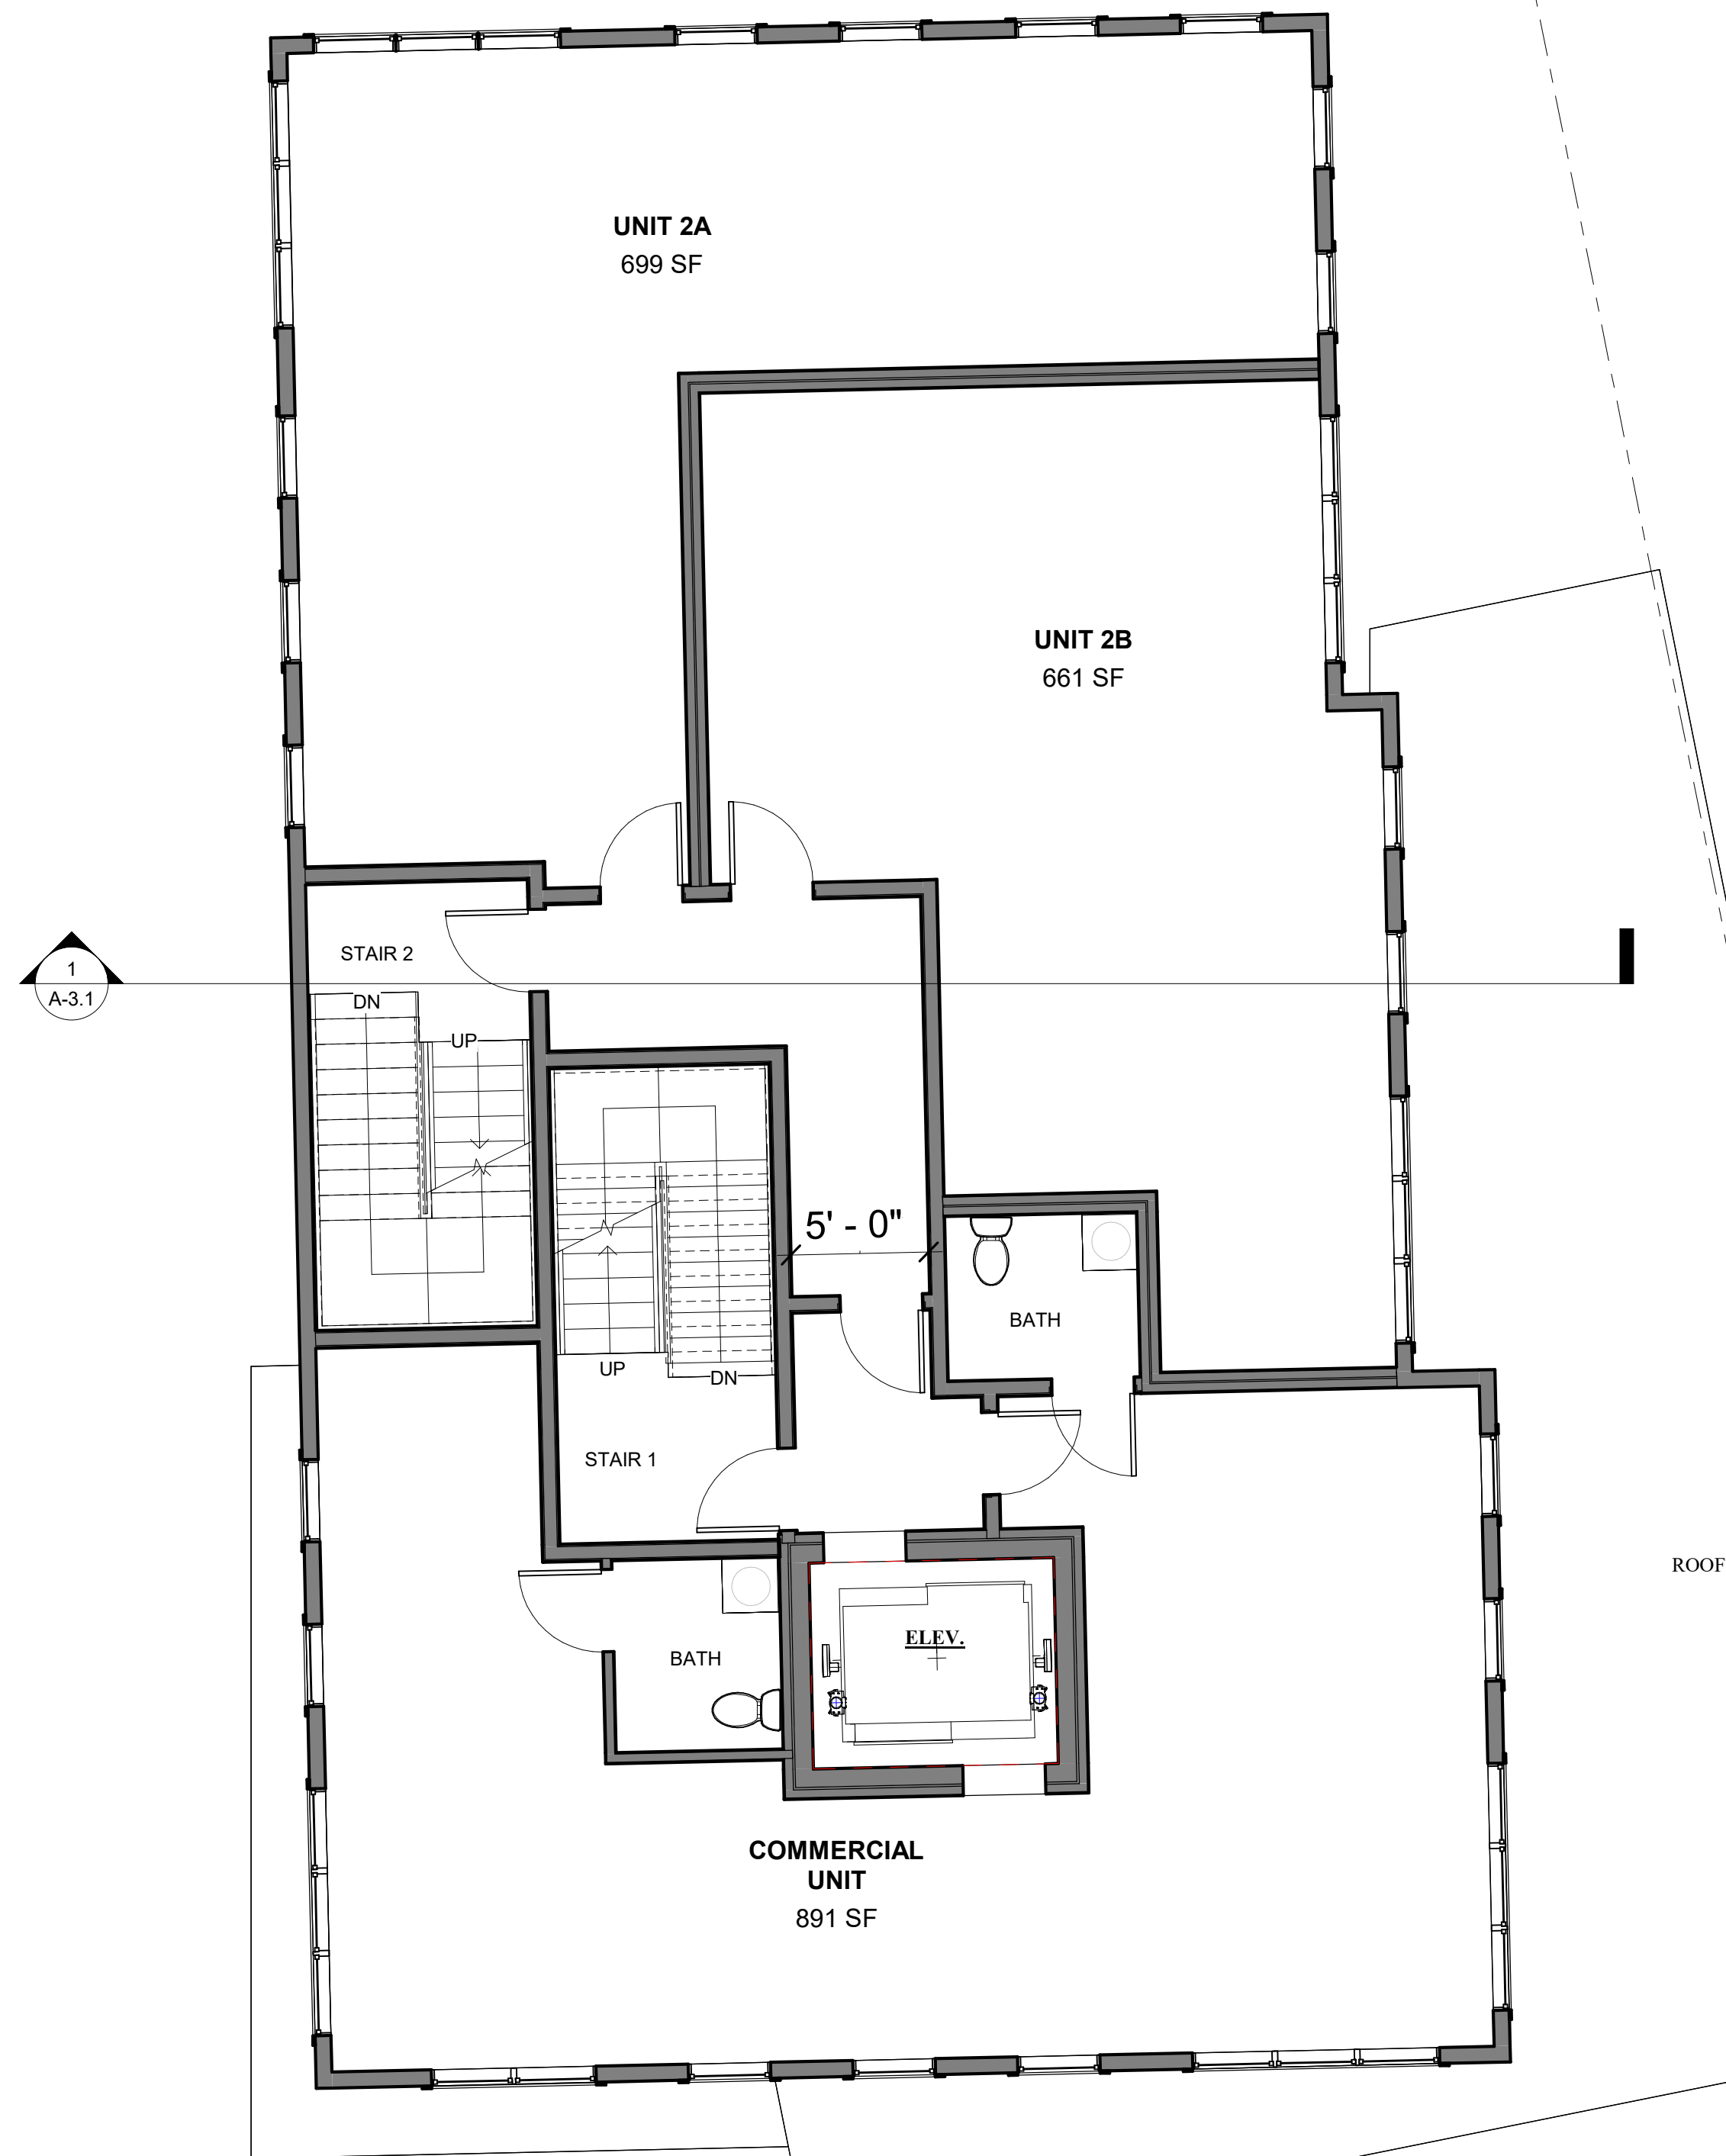 UNIT 2A
699 SF
UNIT 2B
661 SF
STAIR 2
1
A-3.1
DN
UP
5' - 0"
BATH
UP
DN
STAIR 1
ROOF
ELEV.
BATH
COMMERCIAL
UNIT
891 SF